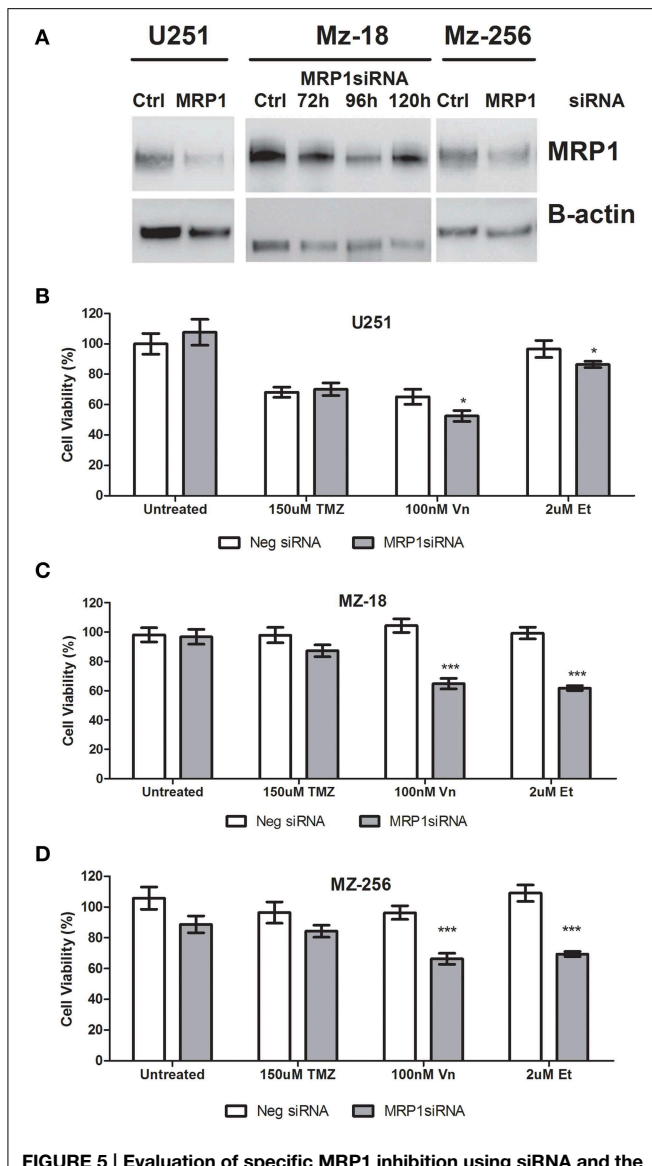 A
U251 Mz-18 Mz-256
MRP1siRNA
Ctrl MRP1 Ctrl 72h 96h 120h Ctrl MRP1 siRNA
MRP1
B-actin
B
U251
Cell Viability (%)
120
100
80
60
40
20
0
* *
Untreated 150uM TMZ 100nM Vn 2uM Et
Neg siRNA MRP1siRNA
C
MZ-18
Cell Viability (%)
120
100
80
60
40
20
0
*** ***
Untreated 150uM TMZ 100nM Vn 2uM Et
Neg siRNA MRP1siRNA
D
MZ-256
Cell Viability (%)
120
100
80
60
40
20
0
*** ***
Untreated 150uM TMZ 100nM Vn 2uM Et
Neg siRNA MRP1siRNA
FIGURE 5 | Evaluation of specific MRP1 inhibition using siRNA and the